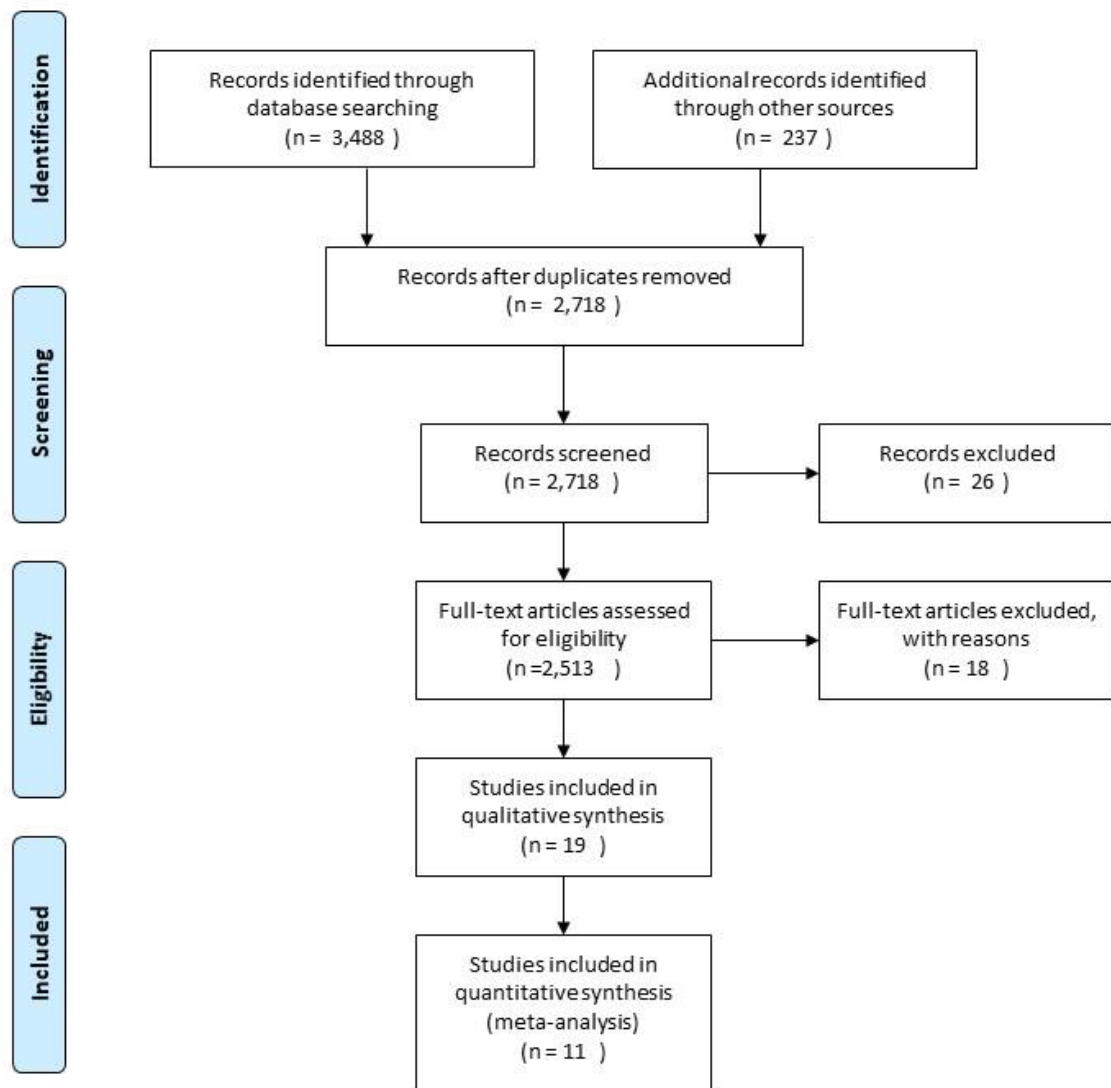 Identification
Records identified through
database searching
(n = 3,488 )
Additional records identified
through other sources
(n = 237 )
Records after duplicates removed
(n = 2,718 )
Screening
Records screened
(n = 2,718 )
Records excluded
(n = 26 )
Eligibility
Full-text articles assessed
for eligibility
(n =2,513 )
Full-text articles excluded,
with reasons
(n = 18 )
Studies included in
qualitative synthesis
(n = 19 )
Included
Studies included in
quantitative synthesis
(meta-analysis)
(n = 11 )